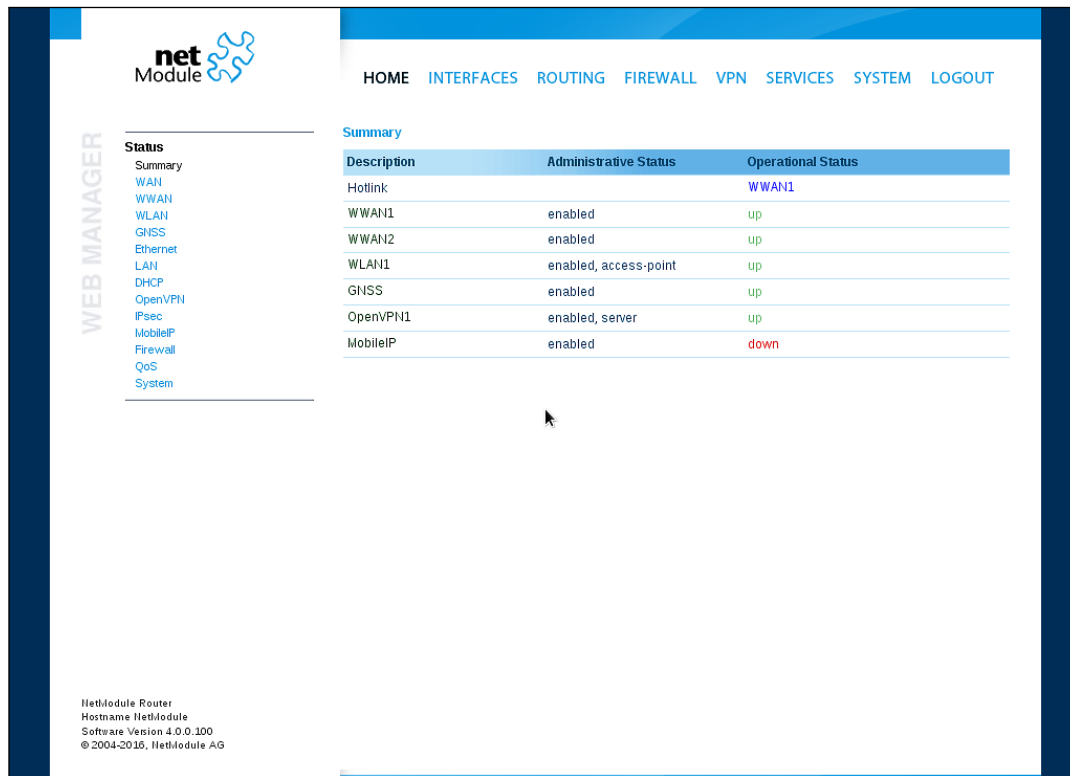 net
Module
HOME INTERFACES ROUTING FIREWALL VPN SERVICES SYSTEM LOGOUT
WEB MANAGER
Status
Summary
WAN
WWAN
WLAN
GNSS
Ethernet
LAN
DHCP
OpenVPN
IPsec
MobileIP
Firewall
QoS
System
Summary
Description Administrative Status Operational Status
Hotlink WWAN1
WWAN1 enabled up
WWAN2 enabled up
WLAN1 enabled, access-point up
GNSS enabled up
OpenVPN1 enabled, server up
MobileIP enabled down
NetModule Router
Hostname NetModule
Software Version 4.0.0.100
© 2004-2016, NetModule AG